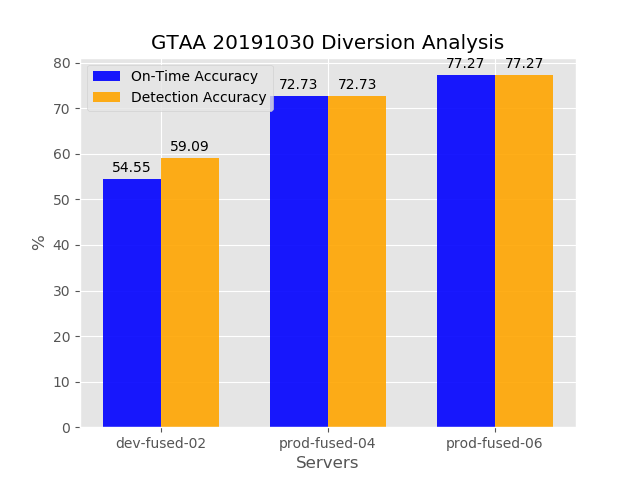 GTAA 20191030 Diversion Analysis
On-Time Accuracy
Detection Accuracy
80
70
60
50
40
30
20
10
0
%
54.55
59.09
72.73
72.73
77.27
77.27
dev-fused-02
prod-fused-04
prod-fused-06
Servers